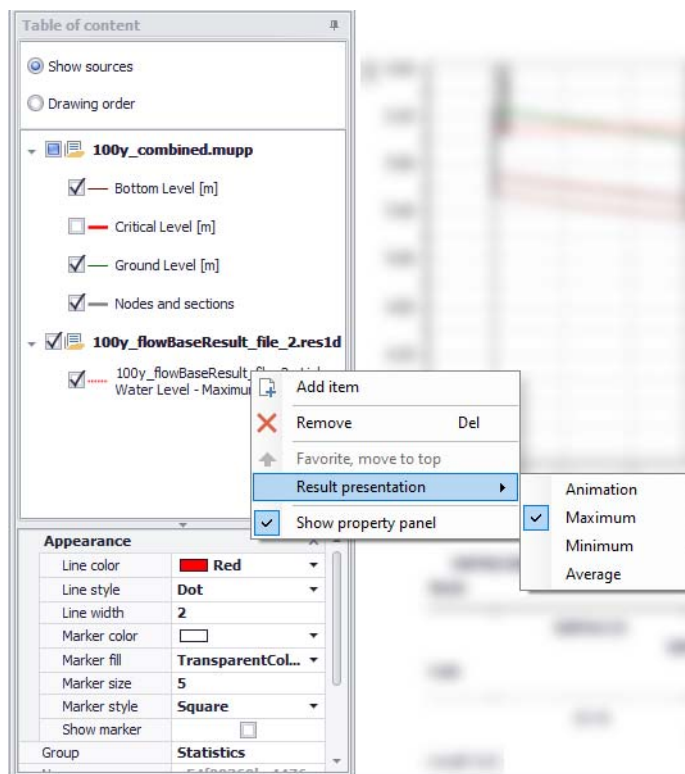 Table of content
Show sources
Drawing order
100y_combined.mupp
Bottom Level [m]
Critical Level [m]
Ground Level [m]
Nodes and sections
100y_flowBaseResult_file_2.res1d
100y_flowBaseResult
Water Level - Maximu
Add item
Remove Del
Favorite, move to top
Result presentation
Show property panel
Animation
Maximum
Minimum
Average
Appearance
Line color Red
Line style Dot
Line width 2
Marker color
Marker fill TransparentCol...
Marker size 5
Marker style Square
Show marker
Group Statistics